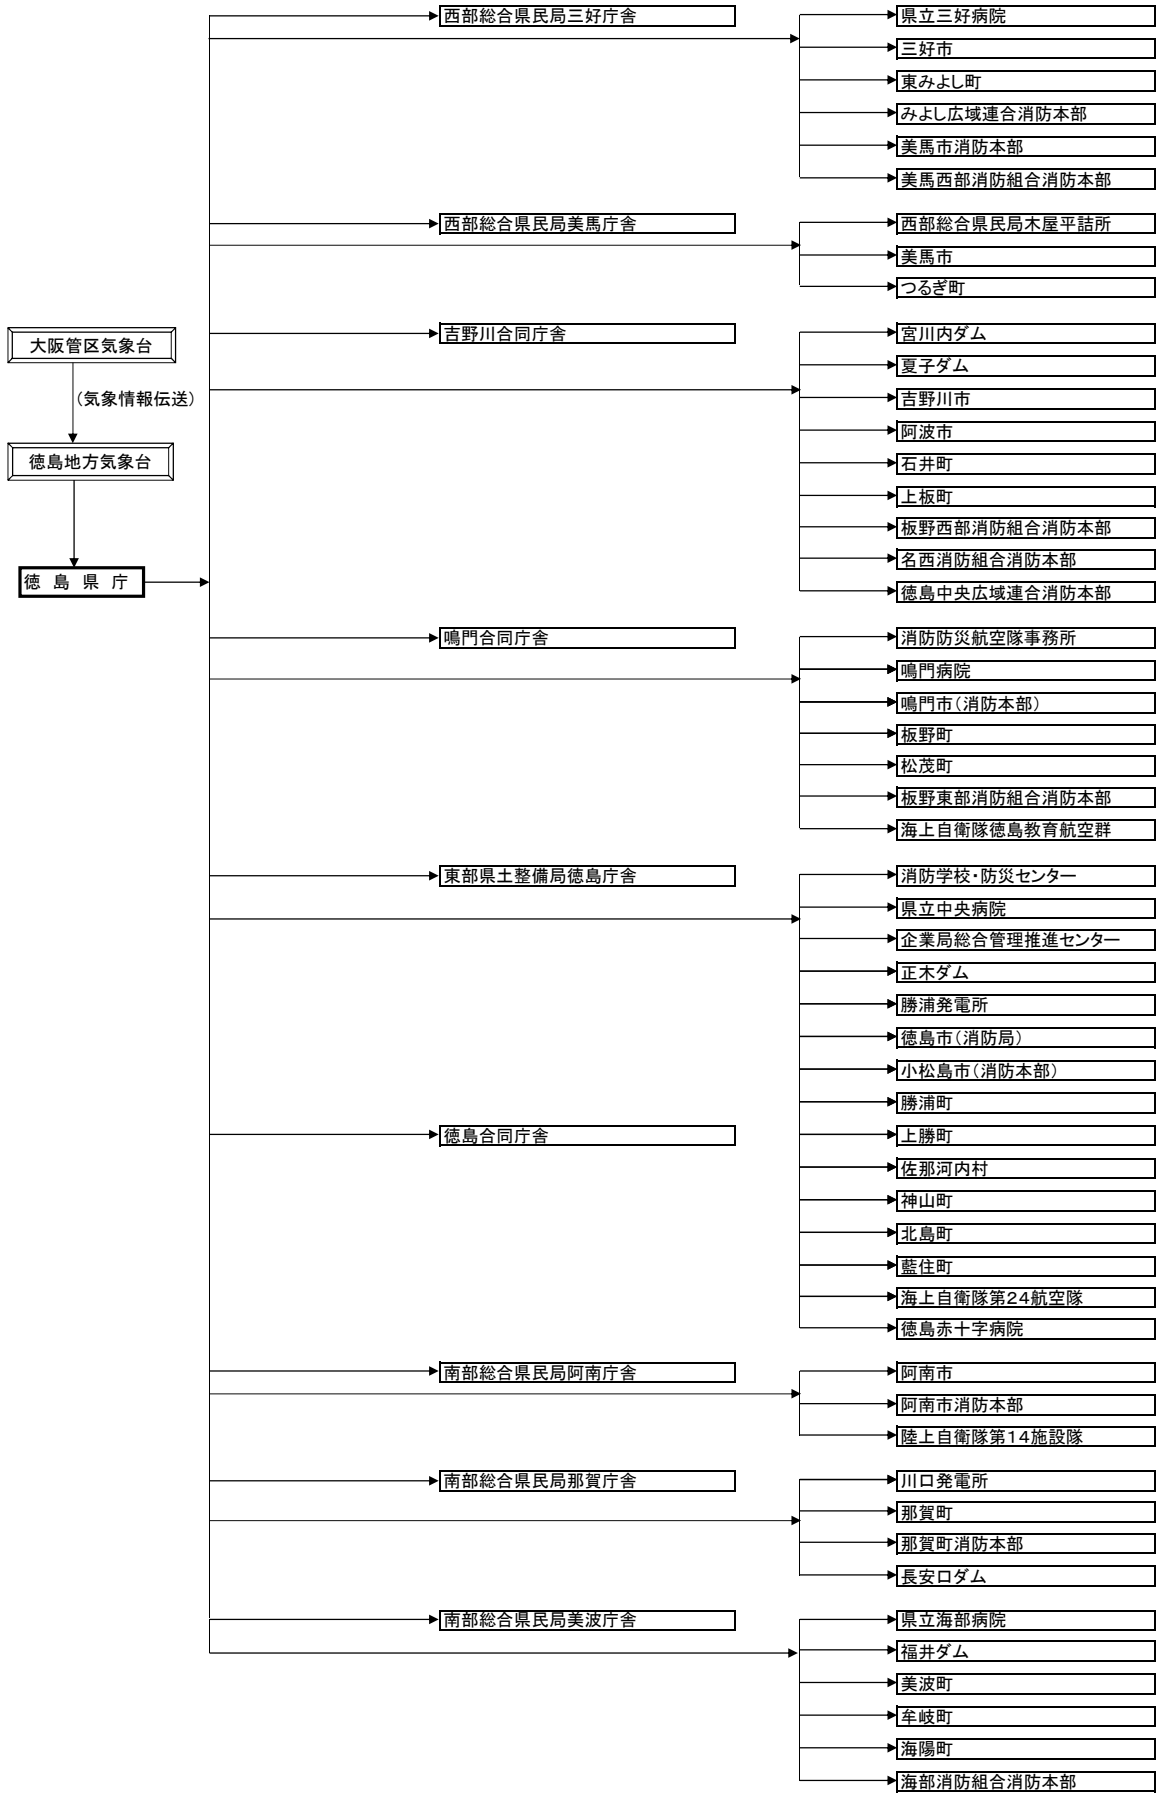 大阪管区気象台
(気象情報伝送)
徳島地方気象台
徳島県庁
西部総合県民局三好庁舎
県立三好病院
三好市
東みよし町
みよし広域連合消防本部
美馬市消防本部
美馬西部消防組合消防本部
西部総合県民局美馬庁舎
西部総合県民局木屋平詰所
美馬市
つるぎ町
吉野川合同庁舎
宮川内ダム
夏子ダム
吉野川市
阿波市
石井町
上板町
板野西部消防組合消防本部
名西消防組合消防本部
徳島中央広域連合消防本部
鳴門合同庁舎
消防防災航空隊事務所
鳴門病院
鳴門市(消防本部)
板野町
松茂町
板野東部消防組合消防本部
海上自衛隊徳島教育航空群
東部県土整備局徳島庁舎
消防学校・防災センター
県立中央病院
企業局総合管理推進センター
正木ダム
勝浦発電所
徳島市(消防局)
小松島市(消防本部)
勝浦町
徳島合同庁舎
上勝町
佐那河内村
神山町
北島町
藍住町
海上自衛隊第24航空隊
徳島赤十字病院
南部総合県民局阿南庁舎
阿南市
阿南市消防本部
陸上自衛隊第14施設隊
南部総合県民局那賀庁舎
川口発電所
那賀町
那賀町消防本部
長安口ダム
南部総合県民局美波庁舎
県立海部病院
福井ダム
美波町
牟岐町
海陽町
海部消防組合消防本部